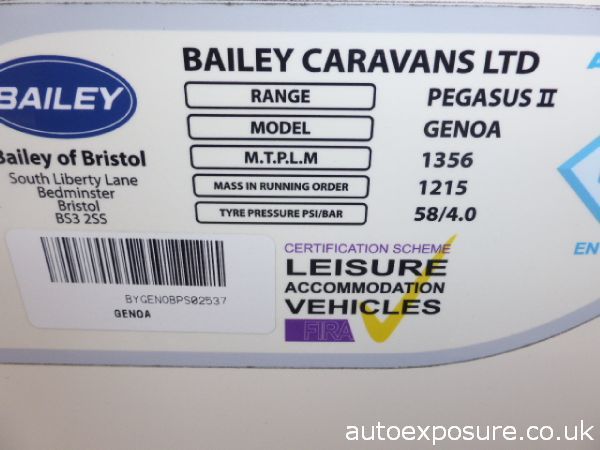 BAILEY CARAVANS LTD
BAILEY
Bailey of Bristol
South Liberty Lane
Bedminster
Bristol
BS3 2SS
RANGE PEGASUS II
MODEL GENOA
M.T.P.L.M 1356
MASS IN RUNNING ORDER 1215
TYRE PRESSURE PSI/BAR 58/4.0
BYGENOBPS02537
GENOA
CERTIFICATION SCHEME
LEISURE
ACCOMMODATION
VEHICLES
FIRA
EN
autoexposure.co.uk